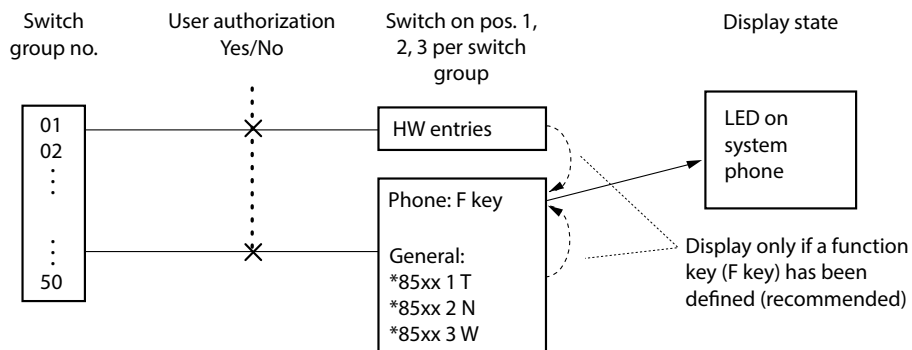 Switch
group no.
User authorization
Yes/No
Switch on pos. 1,
2, 3 per switch
group
Display state
01
02
50
HW entries
Phone: F key
General:
*85xx 1 T
*85xx 2 N
*85xx 3 W
LED on
system
phone
Display only if a function
key (F key) has been
defined (recommended)